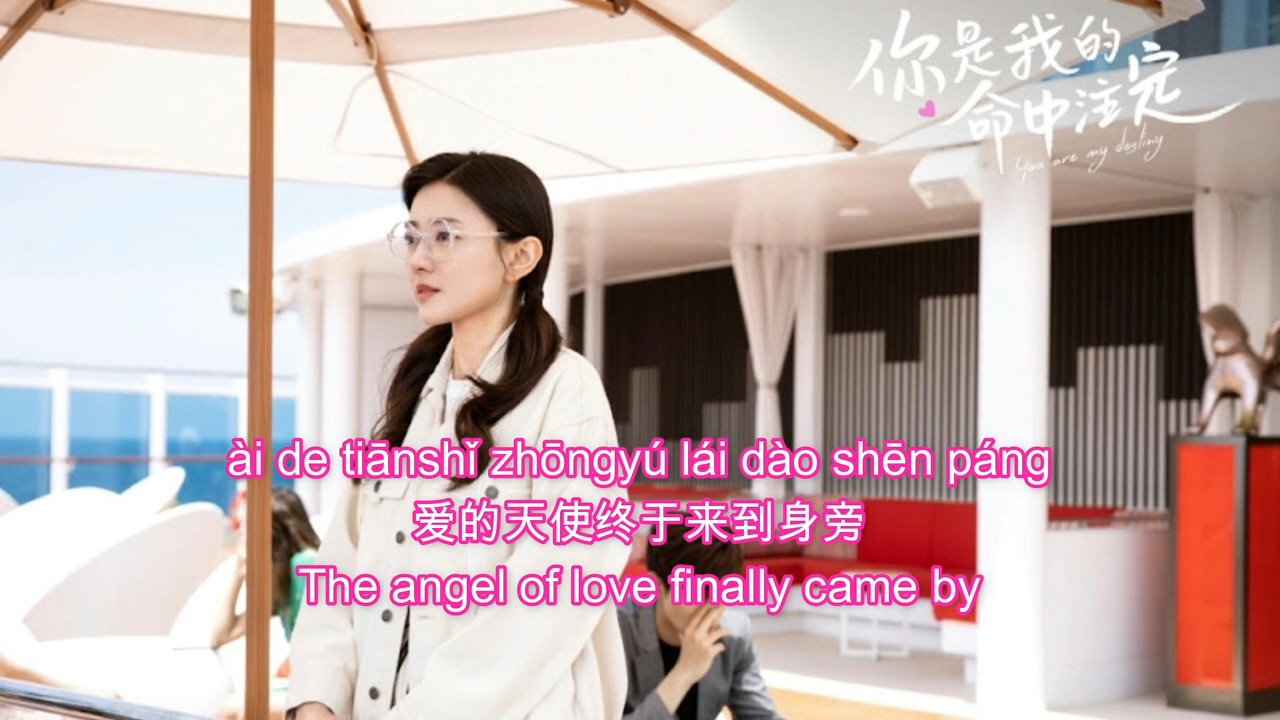 你是我的
命中注定
You are my destiny
ài de tiānshǐ zhōngyú lái dào shēn páng
爱的天使终于来到身旁
The angel of love finally came by